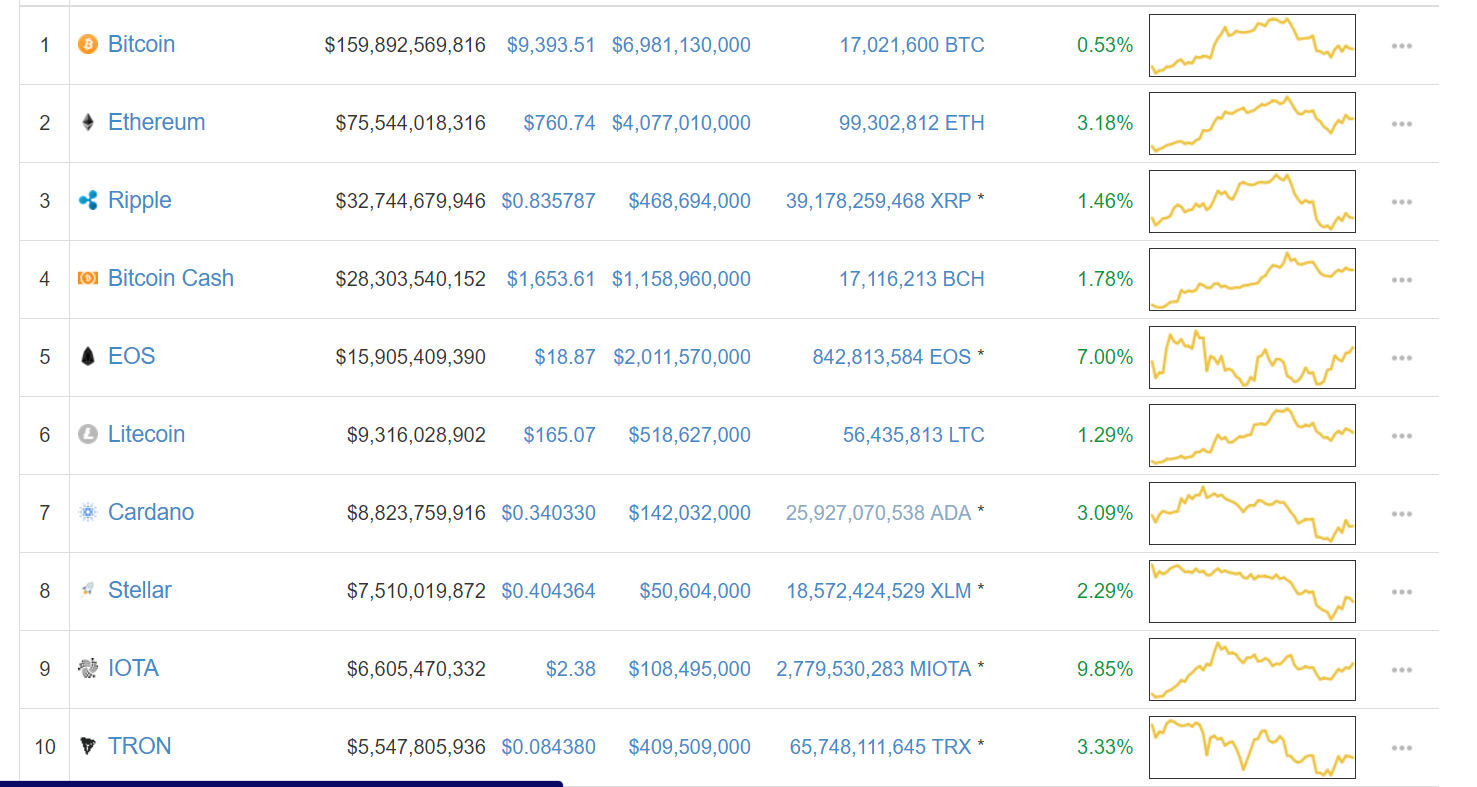 1 Bitcoin $159,892,569,816 $9,393.51 $6,981,130,000 17,021,600 BTC 0.53%
2 Ethereum $75,544,018,316 $760.74 $4,077,010,000 99,302,812 ETH 3.18%
3 Ripple $32,744,679,946 $0.835787 $468,694,000 39,178,259,468 XRP * 1.46%
4 Bitcoin Cash $28,303,540,152 $1,653.61 $1,158,960,000 17,116,213 BCH 1.78%
5 EOS $15,905,409,390 $18.87 $2,011,570,000 842,813,584 EOS * 7.00%
6 Litecoin $9,316,028,902 $165.07 $518,627,000 56,435,813 LTC 1.29%
7 Cardano $8,823,759,916 $0.340330 $142,032,000 25,927,070,538 ADA * 3.09%
8 Stellar $7,510,019,872 $0.404364 $50,604,000 18,572,424,529 XLM * 2.29%
9 IOTA $6,605,470,332 $2.38 $108,495,000 2,779,530,283 MIOTA * 9.85%
10 TRON $5,547,805,936 $0.084380 $409,509,000 65,748,111,645 TRX * 3.33%